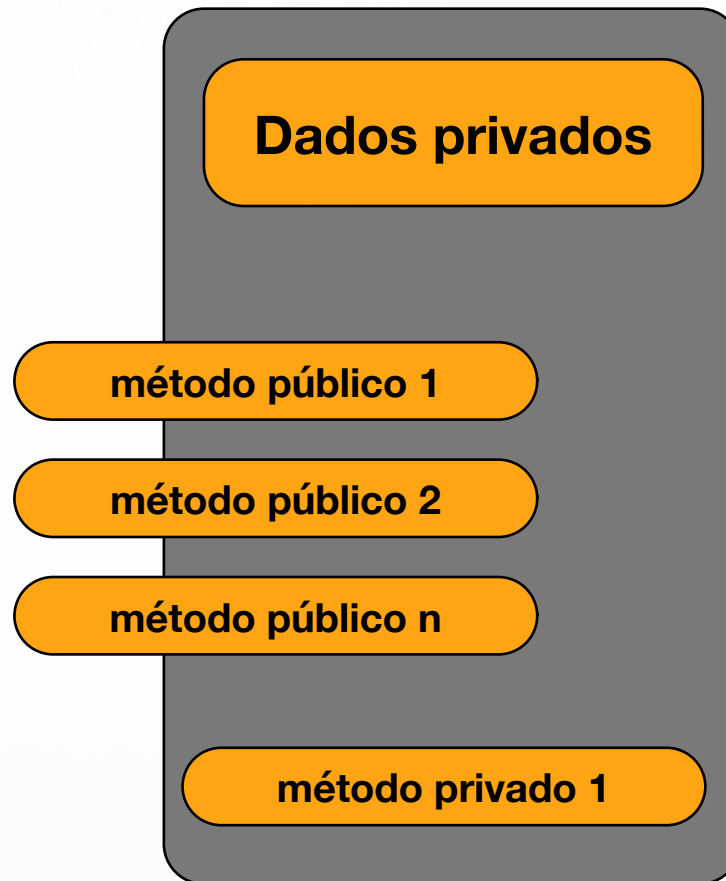 Dados privados
método público 1
método público 2
método público n
método privado 1